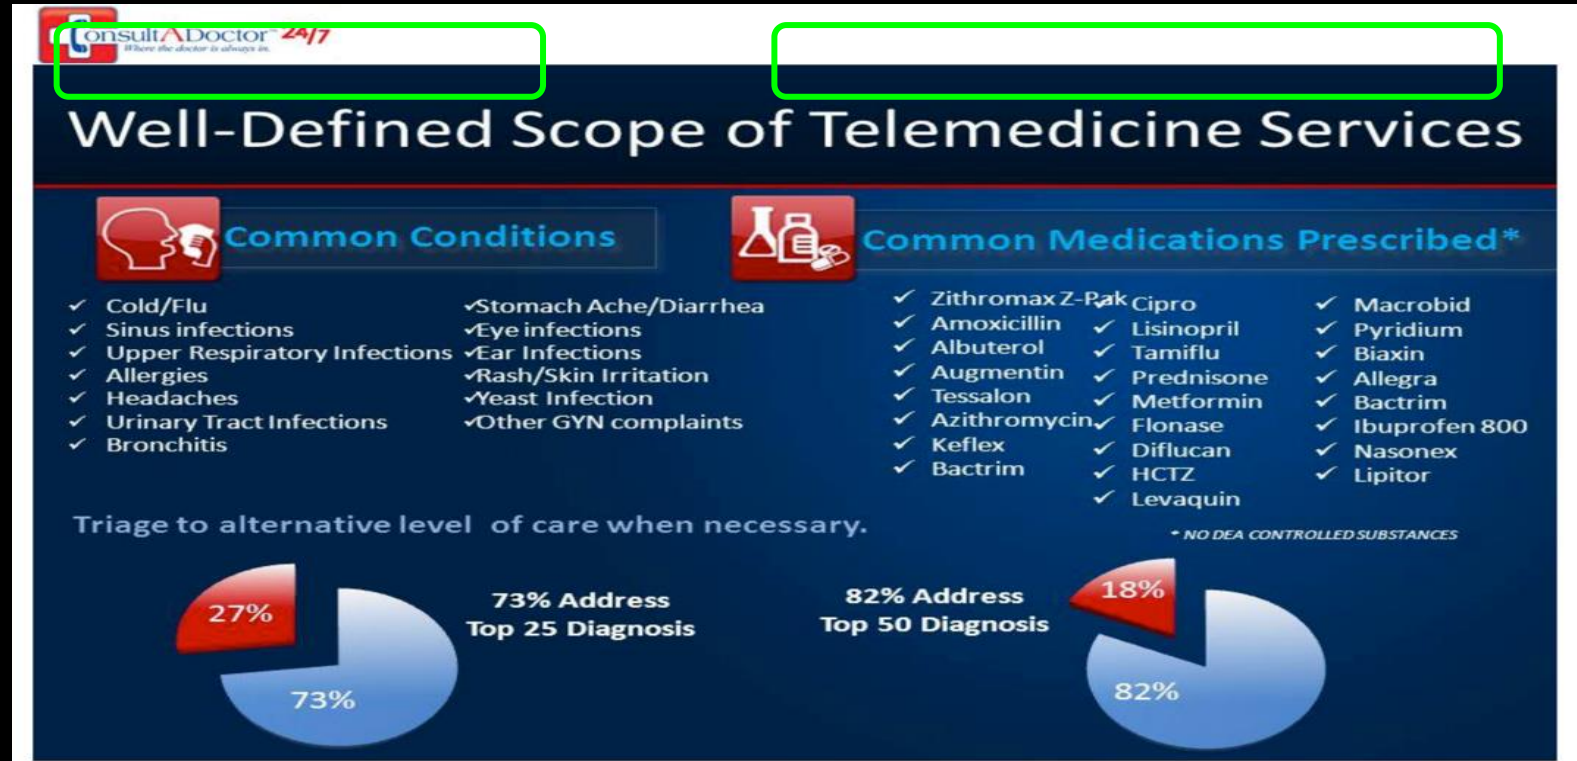 ConsultADoctor™ 24/7
Where the doctor is always in.
Well-Defined Scope of Telemedicine Services
Common Conditions
✓ Cold/Flu
✓ Sinus infections
✓ Upper Respiratory Infections
✓ Allergies
✓ Headaches
✓ Urinary Tract Infections
✓ Bronchitis
✓Stomach Ache/Diarrhea
✓Eye infections
✓Ear Infections
✓Rash/Skin Irritation
✓Yeast Infection
✓Other GYN complaints
Common Medications Prescribed*
✓ Zithromax Z-Pak
✓ Amoxicillin
✓ Albuterol
✓ Augmentin
✓ Tessalon
✓ Azithromycin
✓ Keflex
✓ Bactrim
✓ Cipro
✓ Lisinopril
✓ Tamiflu
✓ Prednisone
✓ Metformin
✓ Flonase
✓ Diflucan
✓ HCTZ
✓ Levaquin
✓ Macrobid
✓ Pyridium
✓ Biaxin
✓ Allegra
✓ Bactrim
✓ Ibuprofen 800
✓ Nasonex
✓ Lipitor
Triage to alternative level of care when necessary.
* NO DEA CONTROLLED SUBSTANCES
27%
73%
73% Address
Top 25 Diagnosis
82% Address
Top 50 Diagnosis
18%
82%